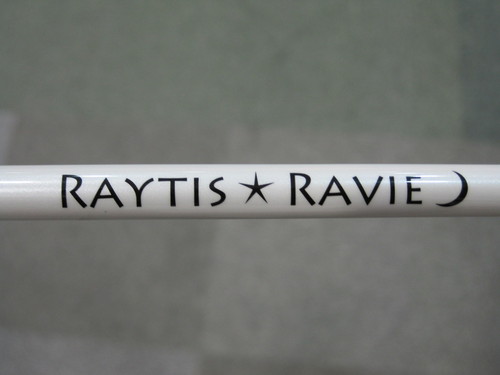 RAYTIS ★ RAVIE ☽